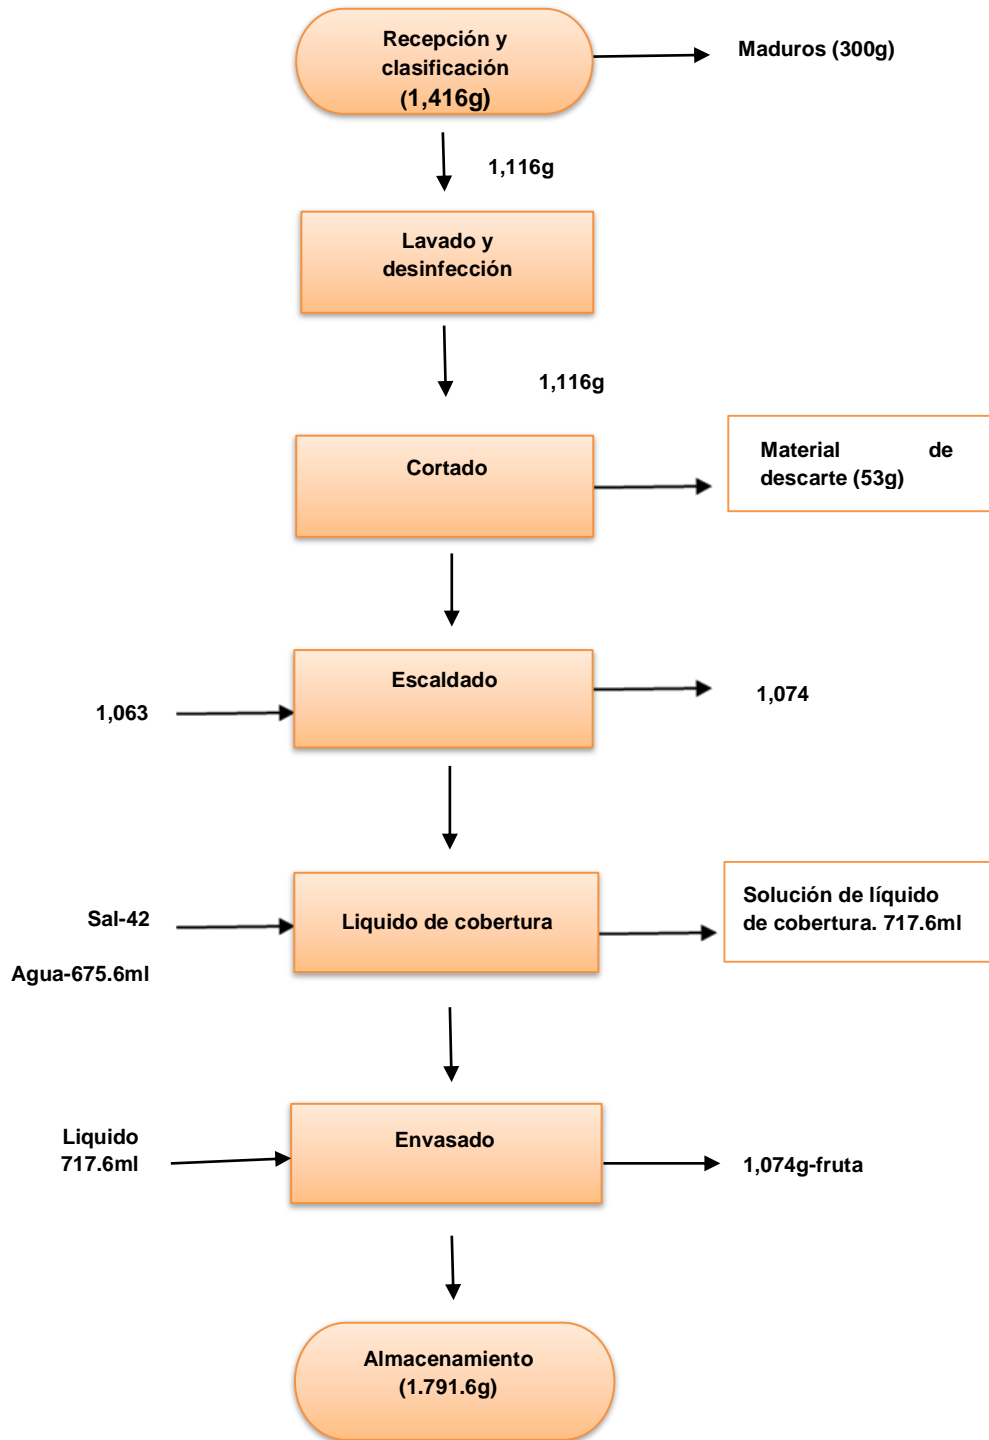 Recepción y
clasificación
(1,416g)
Maduros (300g)
1,116g
Lavado y
desinfección
1,116g
Cortado
Material de
descarte (53g)
Escaldado
1,063
1,074
Sal-42
Agua-675.6ml
Liquido de cobertura
Solución de líquido
de cobertura. 717.6ml
Liquido
717.6ml
Envasado
1,074g-fruta
Almacenamiento
(1.791.6g)